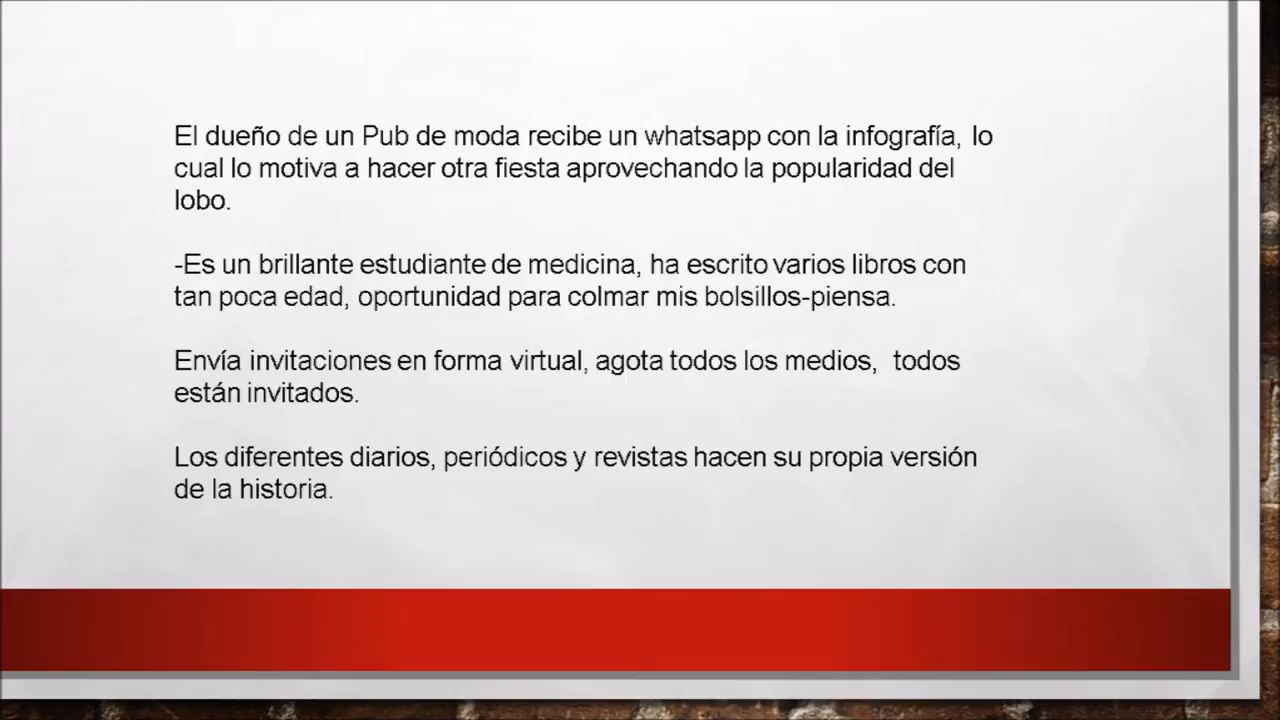 El dueño de un Pub de moda recibe un whatsapp con la infografía, lo
cual lo motiva a hacer otra fiesta aprovechando la popularidad del
lobo.
-Es un brillante estudiante de medicina, ha escrito varios libros con
tan poca edad, oportunidad para colmar mis bolsillos-piensa.
Envía invitaciones en forma virtual, agota todos los medios, todos
están invitados.
Los diferentes diarios, periódicos y revistas hacen su propia versión
de la historia.